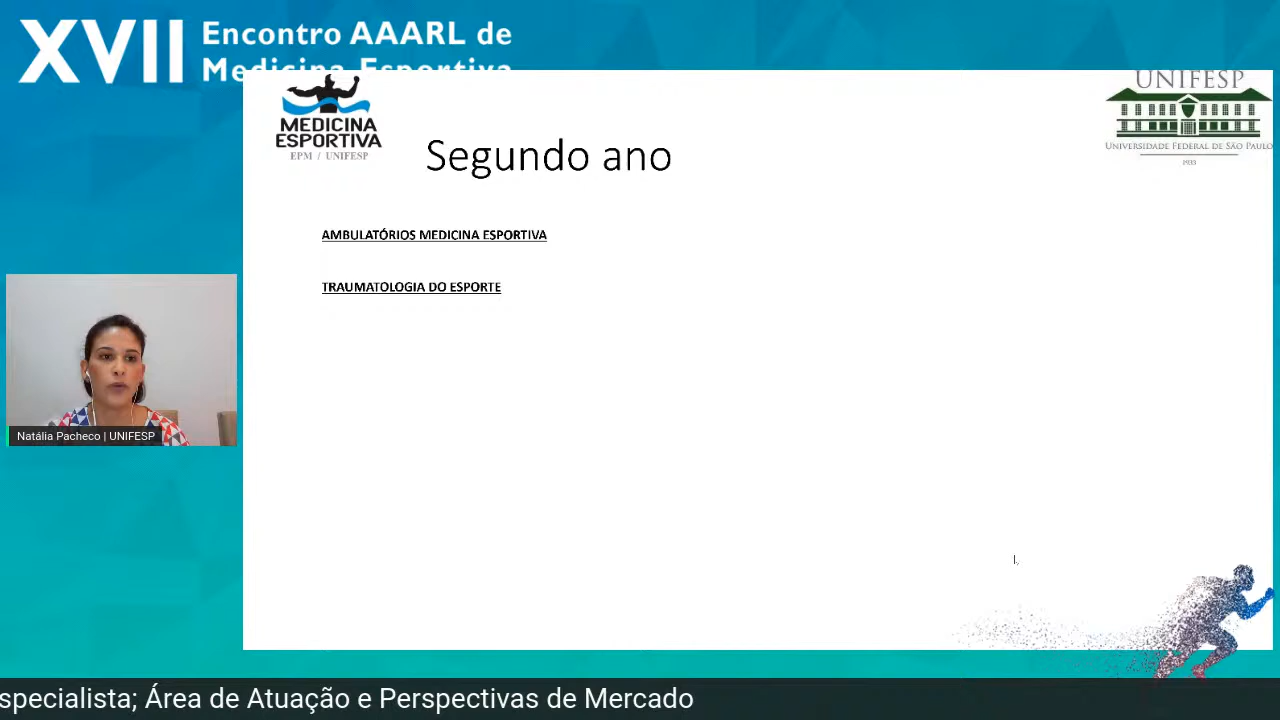 XVII
Encontro AAARL de
Medicina Esportiva
MEDICINA
ESPORTIVA
EPM / UNIFESP
UNIFESP
UNIVERSIDADE FEDERAL DE SÃO PAULO
1933
Segundo ano
AMBULATÓRIOS MEDICINA ESPORTIVA
TRAUMATOLOGIA DO ESPORTE
Natália Pacheco | UNIFESP
specialista; Área de Atuação e Perspectivas de Mercado